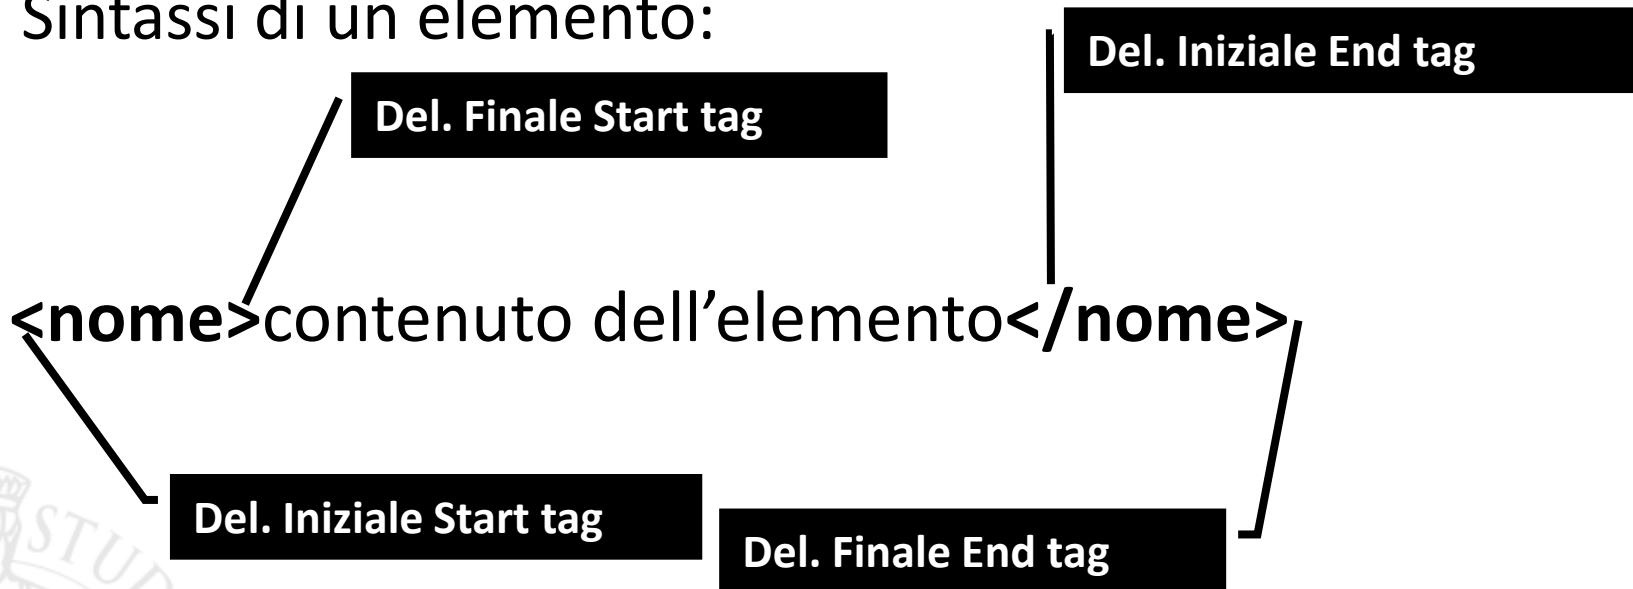 Sintassi di un elemento:
Del. Iniziale End tag
Del. Finale Start tag
<nome>contenuto dell’elemento</nome>
Del. Iniziale Start tag
Del. Finale End tag